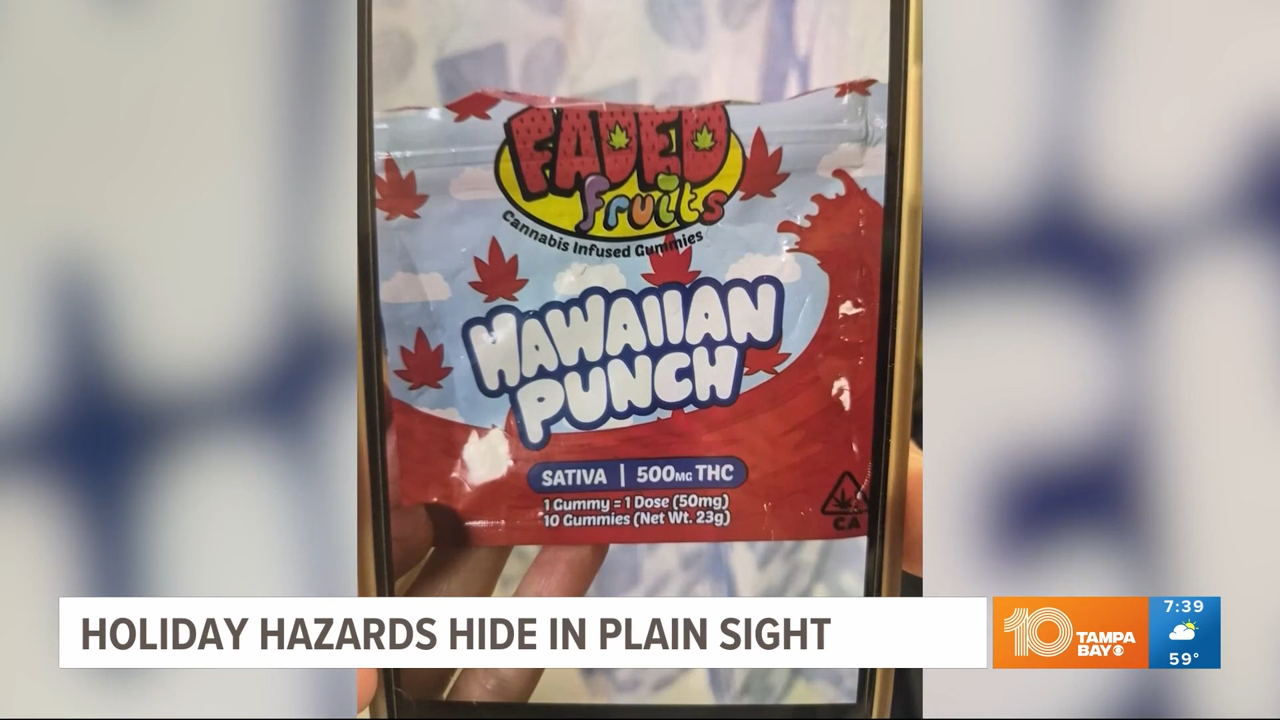 FADED
fruits
Cannabis Infused Gummies
HAWAIIAN
PUNCH
SATIVA | 500MG THC
1 Gummy = 1 Dose (50mg)
10 Gummies (Net Wt. 23g)
CA
HOLIDAY HAZARDS HIDE IN PLAIN SIGHT
10 TAMPA
BAY
7:39
59°